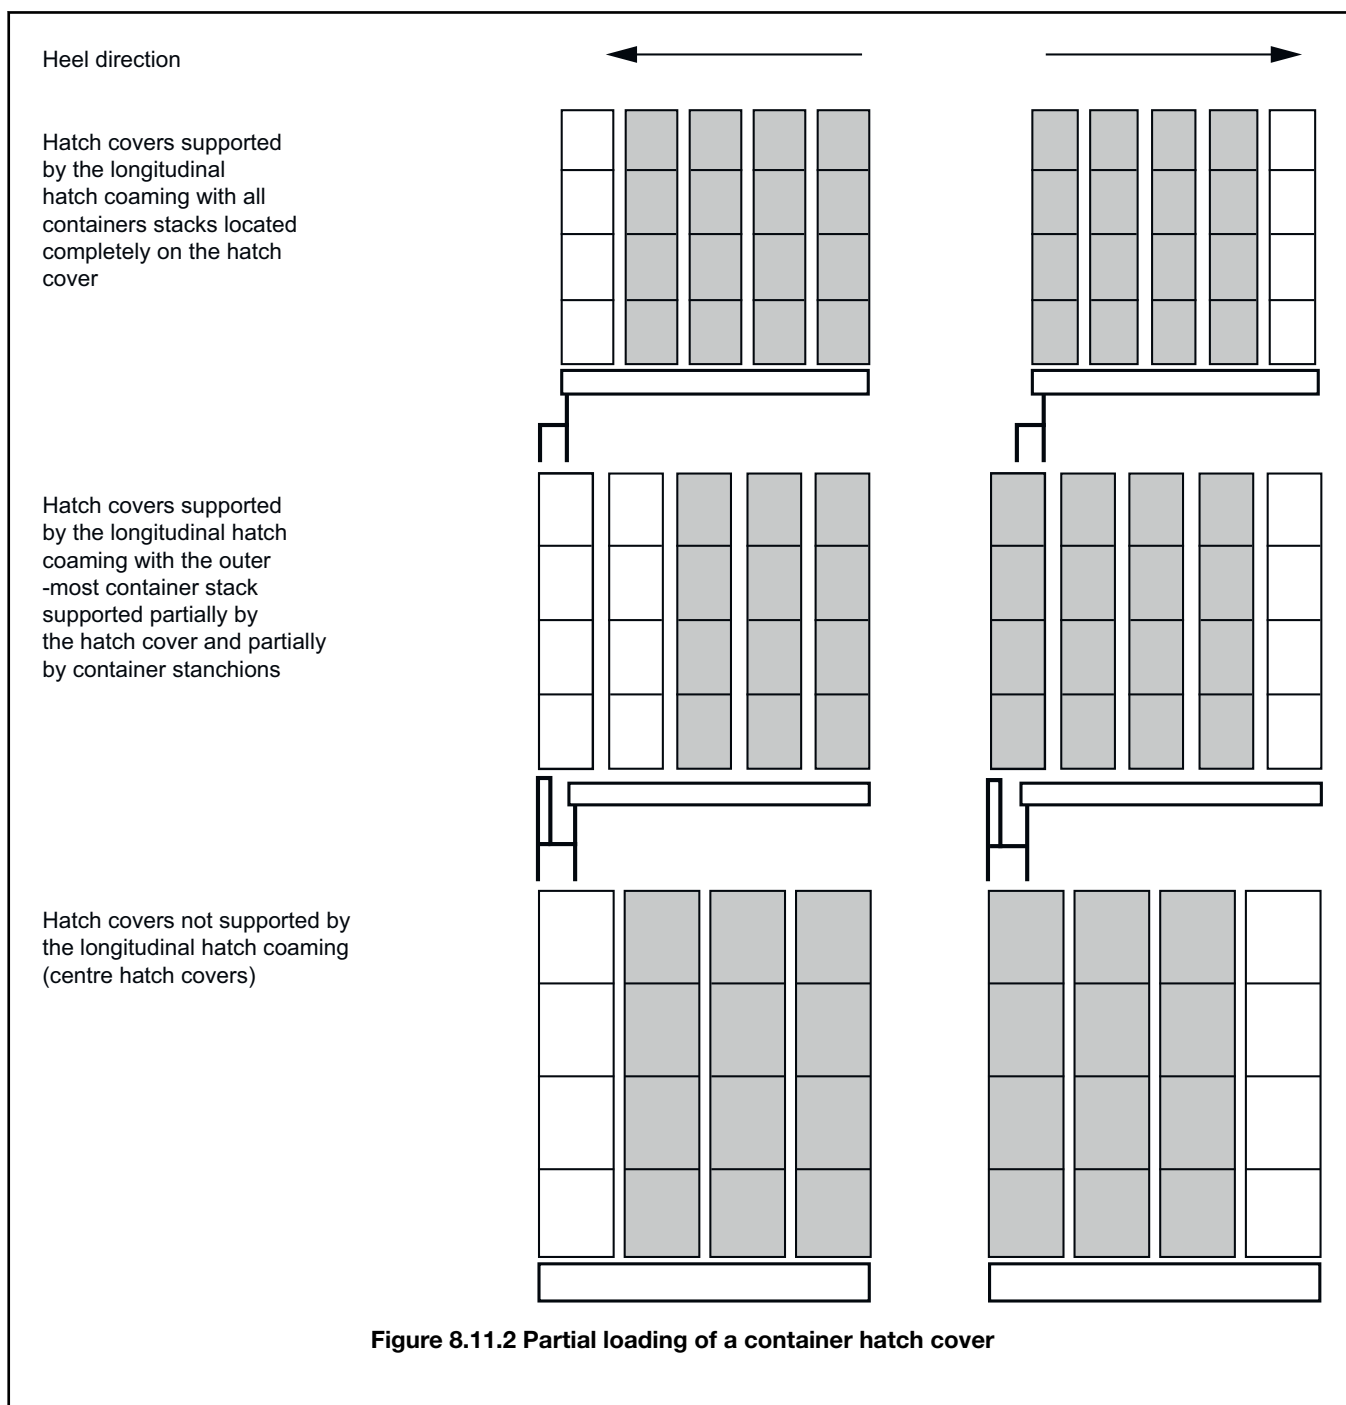 Heel direction
Hatch covers supported
by the longitudinal
hatch coaming with all
containers stacks located
completely on the hatch
cover
Hatch covers supported
by the longitudinal hatch
coaming with the outer
-most container stack
supported partially by
the hatch cover and partially
by container stanchions
Hatch covers not supported by
the longitudinal hatch coaming
(centre hatch covers)
Figure 8.11.2 Partial loading of a container hatch cover